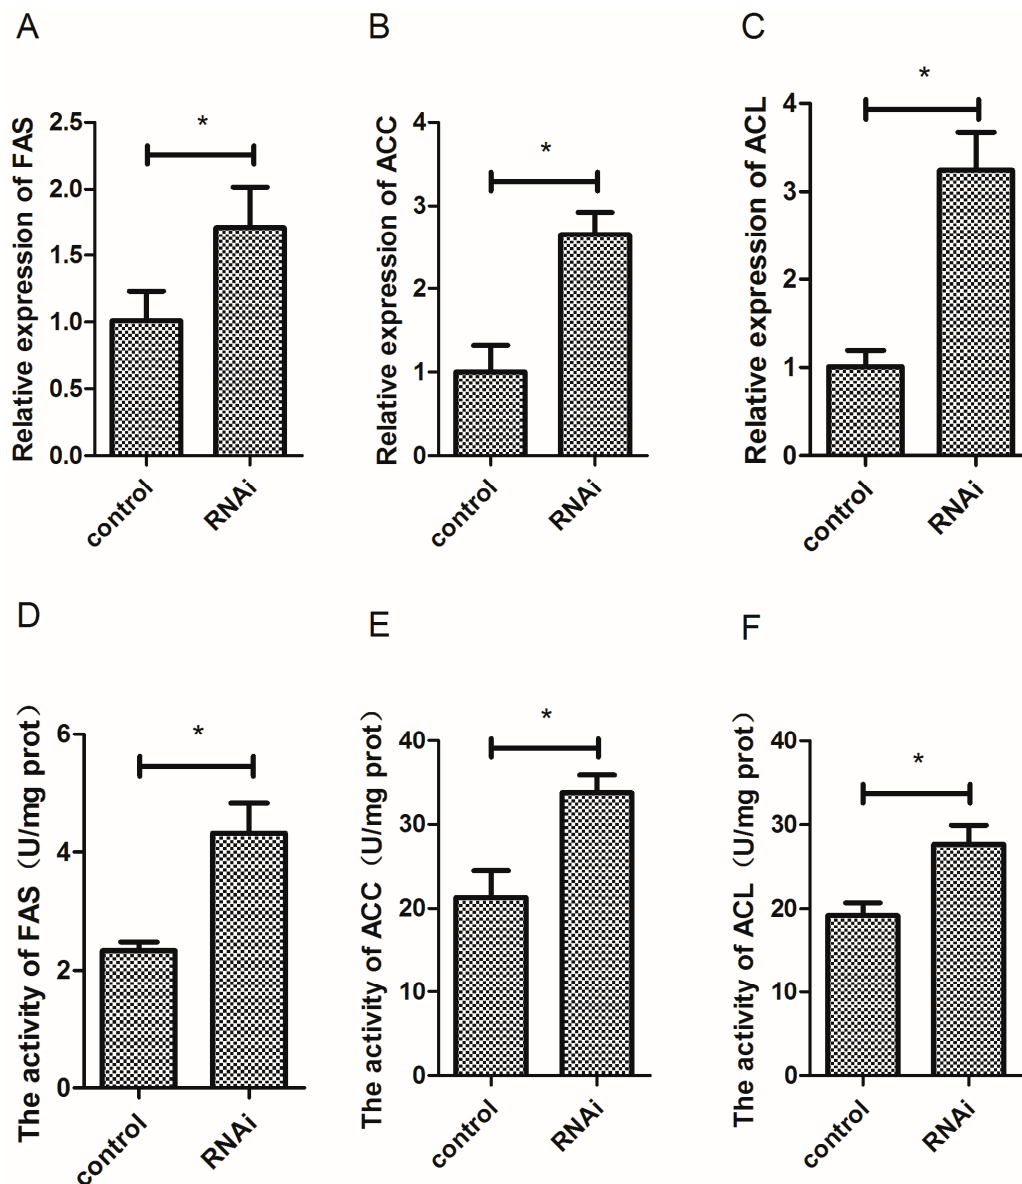 A
B
C
Relative expression of FAS
2.5
2.0
1.5
1.0
0.5
0.0
*
control
RNAi
Relative expression of ACC
4
3
2
1
0
*
control
RNAi
Relative expression of ACL
4
3
2
1
0
*
control
RNAi
D
E
F
The activity of FAS（U/mg prot）
6
4
2
0
*
control
RNAi
The activity of ACC（U/mg prot）
40
30
20
10
0
*
control
RNAi
The activity of ACL（U/mg prot）
40
30
20
10
0
*
control
RNAi